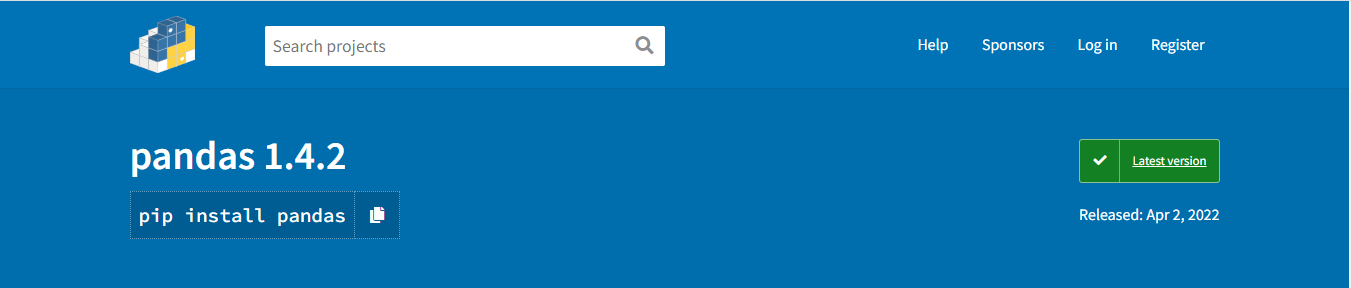 Search projects
Help Sponsors Log in Register
pandas 1.4.2
Latest version
pip install pandas
Released: Apr 2, 2022